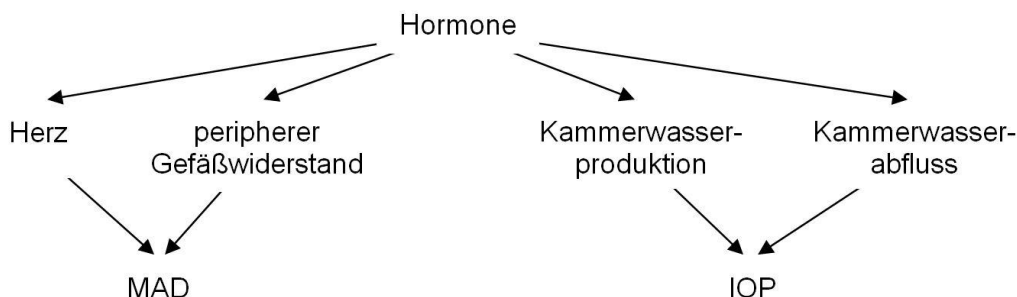 Hormone
Herz
peripherer
Gefäßwiderstand
Kammerwasser-
produktion
Kammerwasser-
abfluss
MAD
IOP